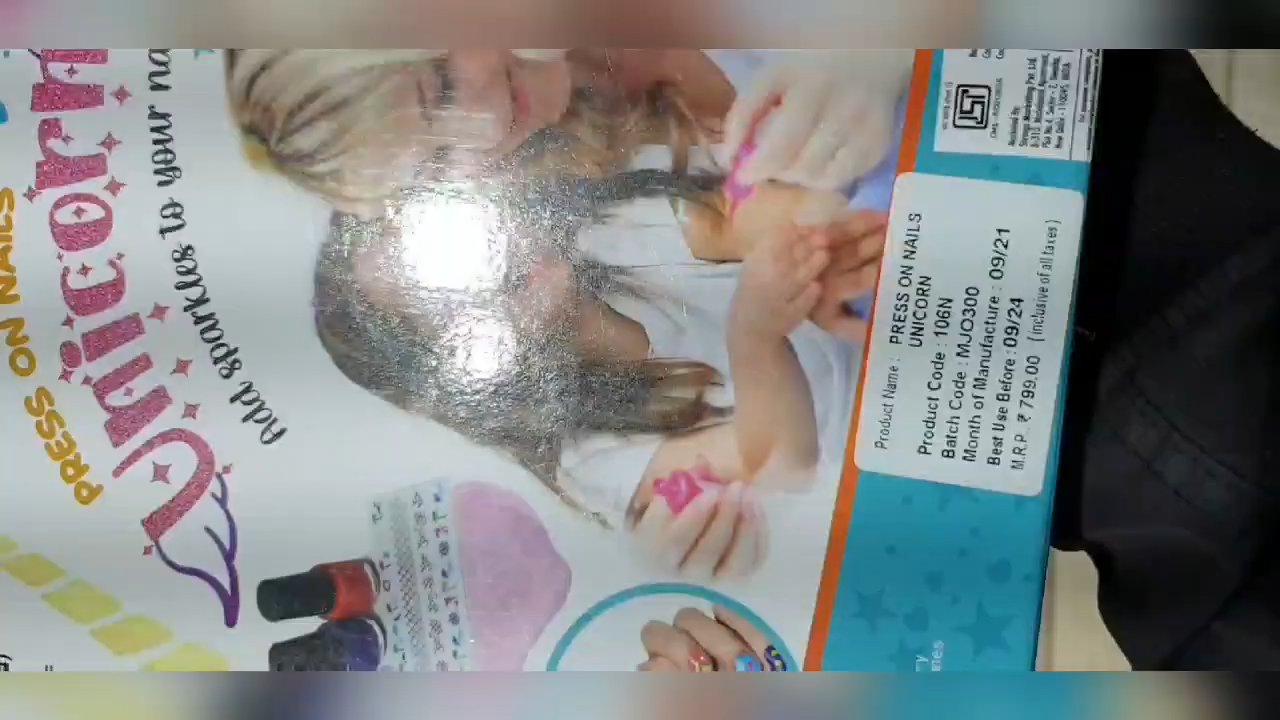 PRESS ON NAILS
Unicorn
Add sparkles to your na
Product Name : PRESS ON NAILS
UNICORN
Product Code : 106N
Batch Code : MJO300
Month of Manufacture : 09/21
Best Use Before : 09/24
M.R.P. ₹ 799.00 (Inclusive of all taxes)